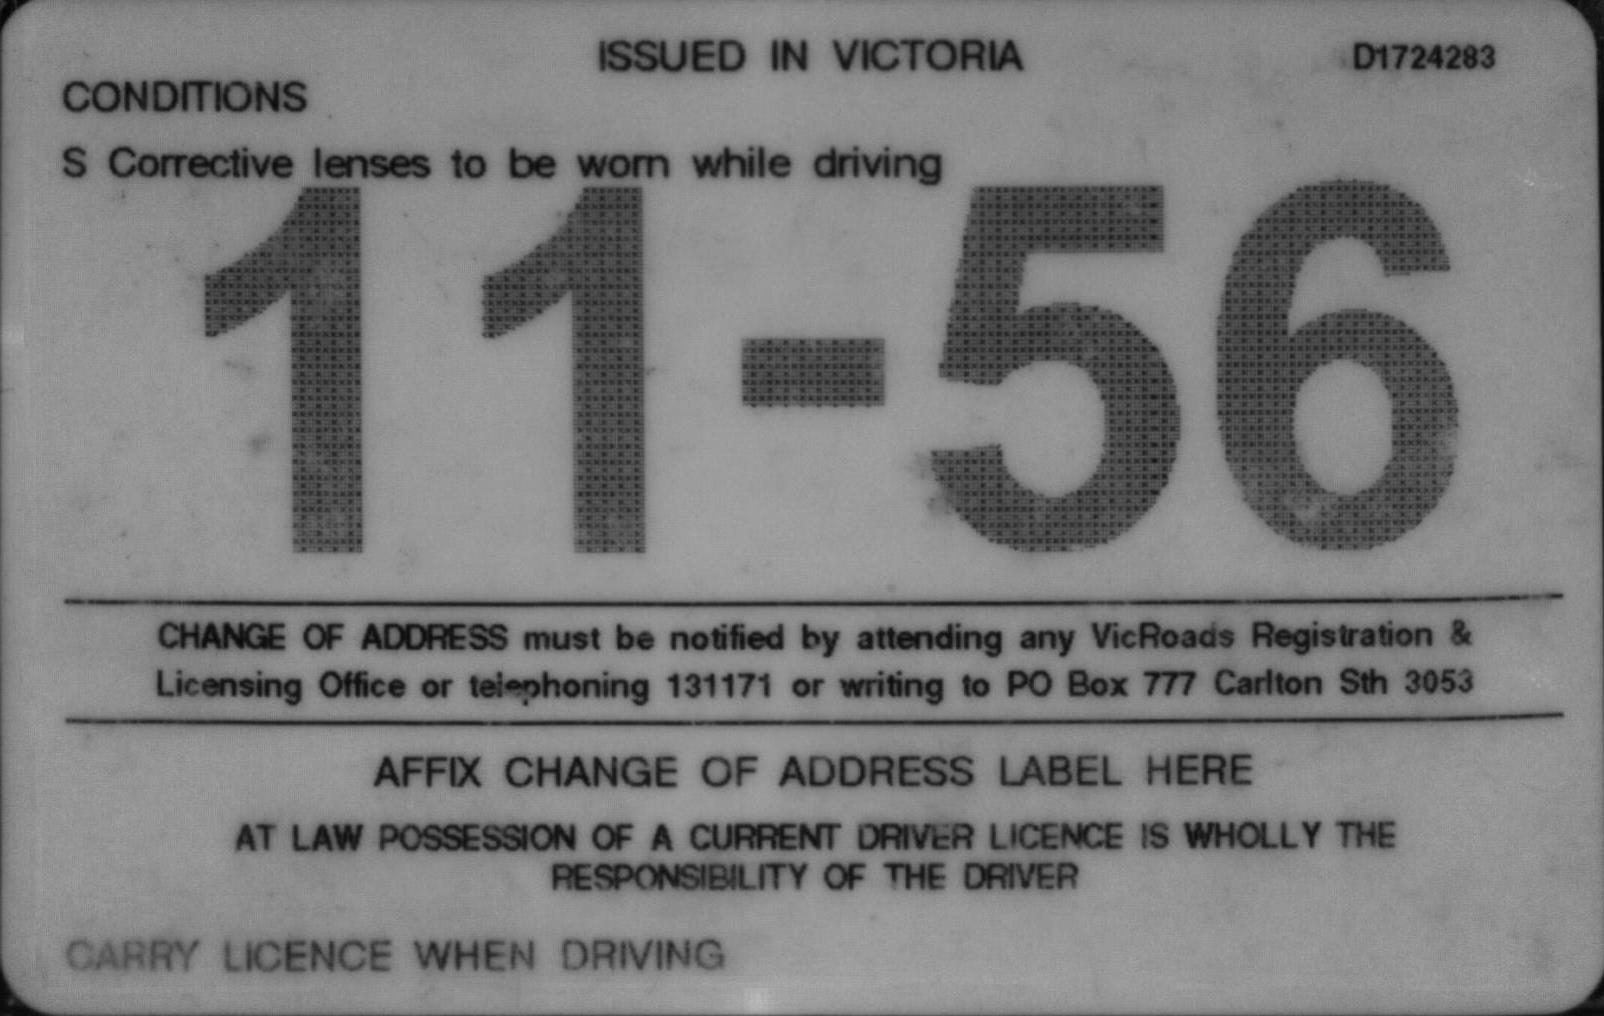 ISSUED IN VICTORIA D1724283
CONDITIONS
S Corrective lenses to be worn while driving
11-56
CHANGE OF ADDRESS must be notified by attending any VicRoads Registration &
Licensing Office or telephoning 131171 or writing to PO Box 777 Carlton Sth 3053
AFFIX CHANGE OF ADDRESS LABEL HERE
AT LAW POSSESSION OF A CURRENT DRIVER LICENCE IS WHOLLY THE
RESPONSIBILITY OF THE DRIVER
CARRY LICENCE WHEN DRIVING